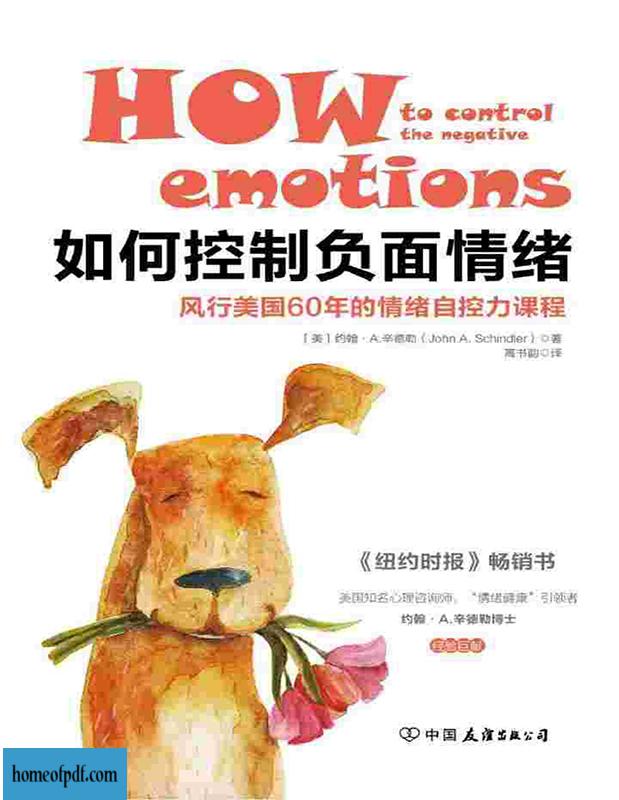 HOW
to control
the negative
emotions
如何控制负面情绪
风行美国60年的情绪自控力课程
[美]约翰·A.辛德勒(John A. Schindler)◎著
◎译
《纽约时报》畅销书
美国知名心理咨询师,“情绪健康”引领者
约翰·A.辛德勒博士
经验巨献
中国友谊出版公司
homeofpdf.com